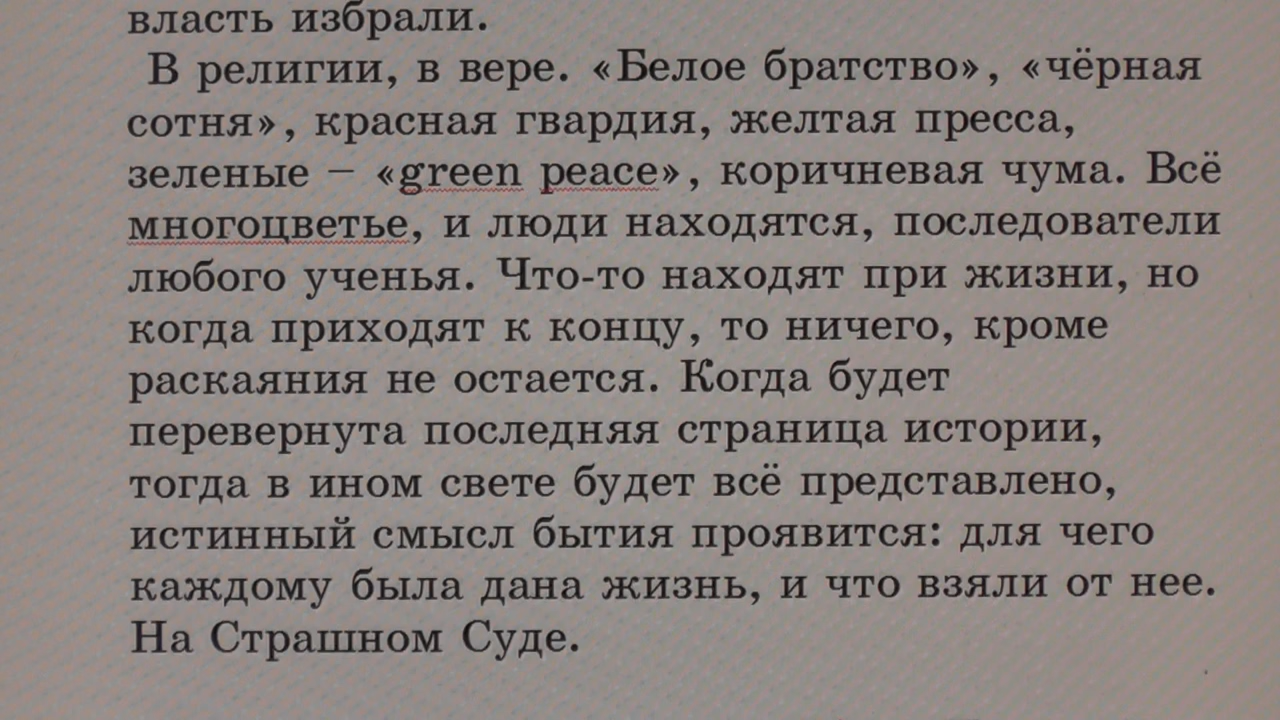 власть избрали.
В религии, в вере. «Белое братство», «чёрная
сотня», красная гвардия, желтая пресса,
зеленые – «green peace», коричневая чума. Всё
многоцветье, и люди находятся, последователи
любого ученья. Что-то находят при жизни, но
когда приходят к концу, то ничего, кроме
раскаяния не остается. Когда будет
перевернута последняя страница истории,
тогда в ином свете будет всё представлено,
истинный смысл бытия проявится: для чего
каждому была дана жизнь, и что взяли от нее.
На Страшном Суде.